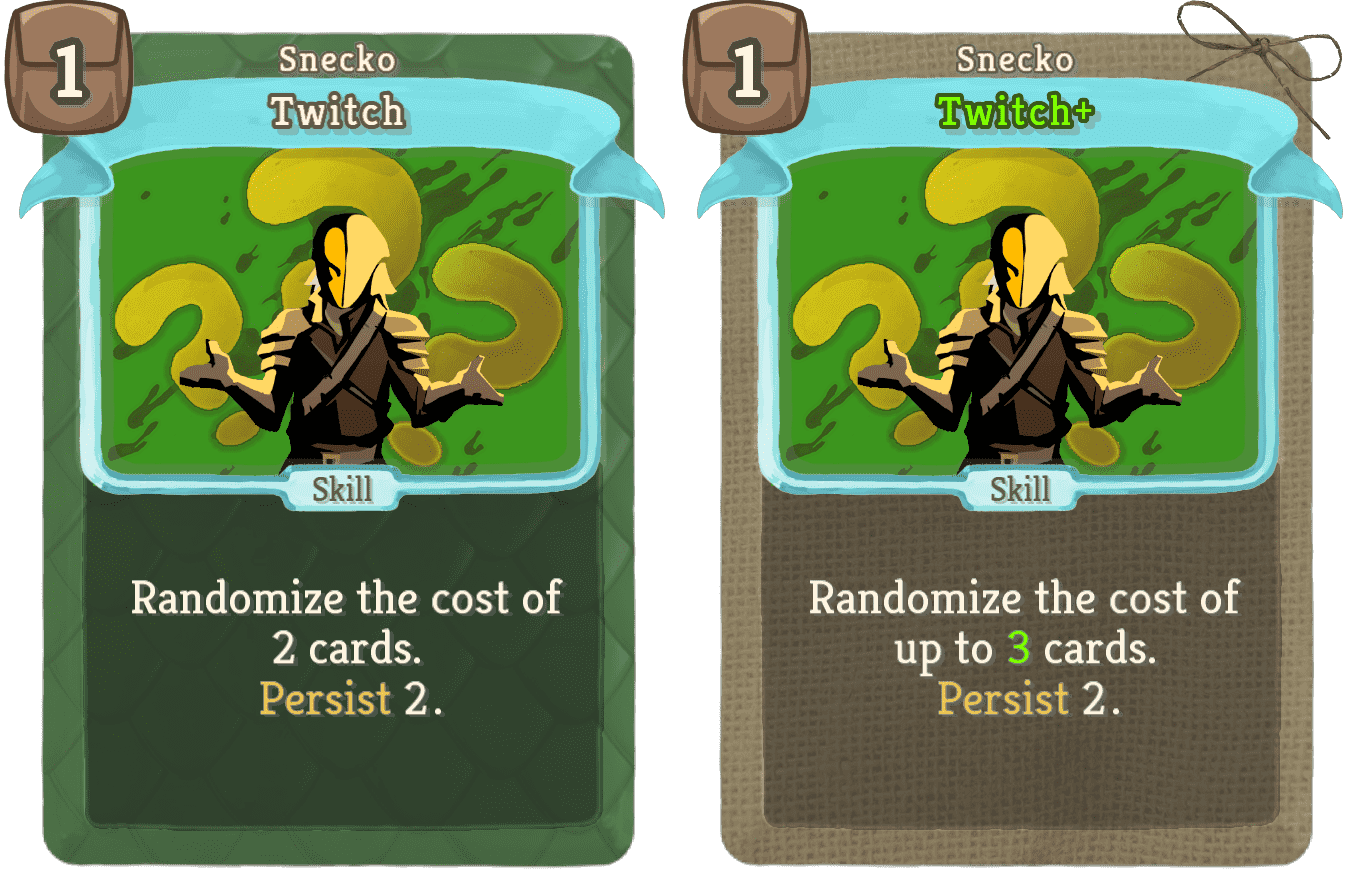 1
Snecko
Twitch
Skill
Randomize the cost of
2 cards.
Persist 2.
1
Snecko
Twitch+
Skill
Randomize the cost of
up to 3 cards.
Persist 2.